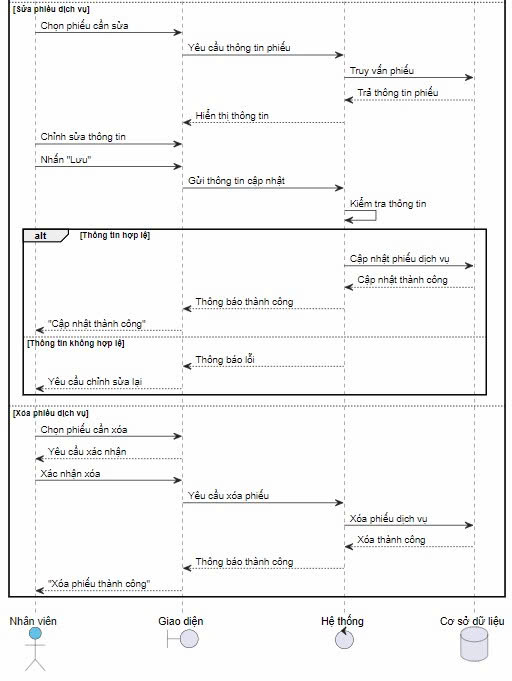 [Sửa phiếu dịch vụ]
Chọn phiếu cần sửa
Yêu cầu thông tin phiếu
Truy vấn phiếu
Trả thông tin phiếu
Hiển thị thông tin
Chỉnh sửa thông tin
Nhấn "Lưu"
Gửi thông tin cập nhật
Kiểm tra thông tin
alt [Thông tin hợp lệ]
Cập nhật phiếu dịch vụ
Cập nhật thành công
Thông báo thành công
"Cập nhật thành công"
[Thông tin không hợp lệ]
Thông báo lỗi
Yêu cầu chỉnh sửa lại
[Xóa phiếu dịch vụ]
Chọn phiếu cần xóa
Yêu cầu xác nhận
Xác nhận xóa
Yêu cầu xóa phiếu
Xóa phiếu dịch vụ
Xóa thành công
Thông báo thành công
"Xóa phiếu thành công"
Nhân viên Giao diện Hệ thống Cơ sở dữ liệu